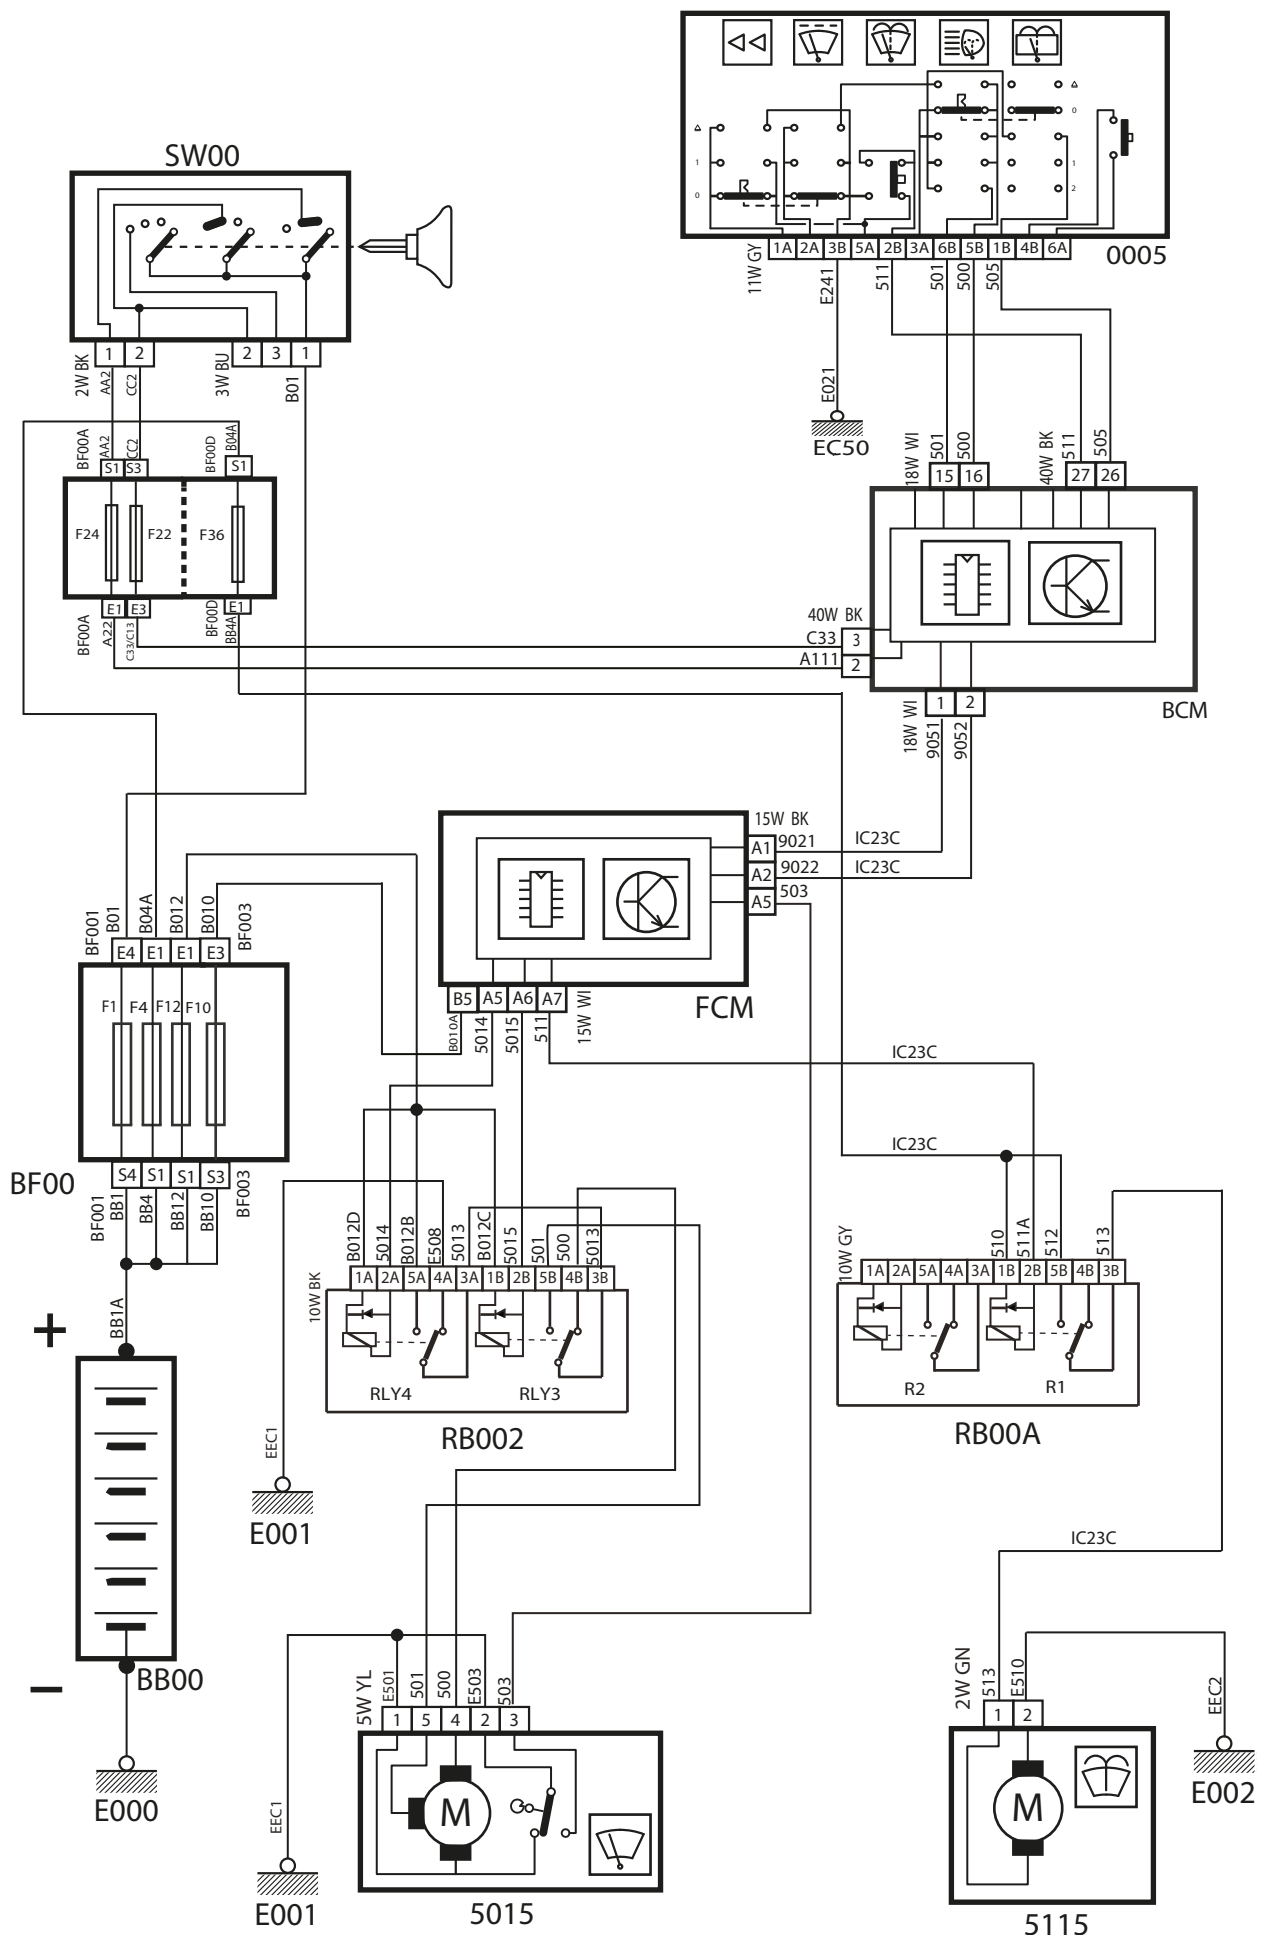 SW00
1 2 2 3 1
2W BK
AA2
CC2
3W BU
B01
△
1
0
△
0
1
2
1A 2A 3B 5A 2B 3A 6B 5B 1B 4B 6A
11W GY
0005
E241
511
501
500
505
E021
EC50
BF00A
AA2
CC2
BF00D
B04A
S1 S3 S1
F24 F22 F36
E1 E3 E1
BF00A
A22
C33/C13
BF00D
BB4A
18W WI
501
500
40W BK
511
505
15 16 27 26
40W BK
C33 3
A111 2
BCM
1 2
18W WI
9051
9052
15W BK
A1 9021 IC23C
A2 9022 IC23C
A5 503
FCM
B5 A5 A6 A7
B010A
5014
5015
511
15W WI
IC23C
IC23C
BF001
B01
B04A
B012
B010
BF003
E4 E1 E1 E3
F1 F4 F12 F10
S4 S1 S1 S3
BF00
BF001
BB1
BB4
BB12
BB10
BF003
BB1A
+
–
BB00
E000
B012D
5014
B012B
E508
5013
B012C
5015
501
500
5013
10W BK
1A 2A 5A 4A 3A 1B 2B 5B 4B 3B
RLY4 RLY3
RB002
EEC1
E001
10W GY
510
511A
512
513
1A 2A 5A 4A 3A 1B 2B 5B 4B 3B
R2 R1
RB00A
IC23C
5W YL
E501
501
500
E503
503
1 5 4 2 3
M
5015
EEC1
E001
2W GN
513
E510
1 2
M
5115
EEC2
E002